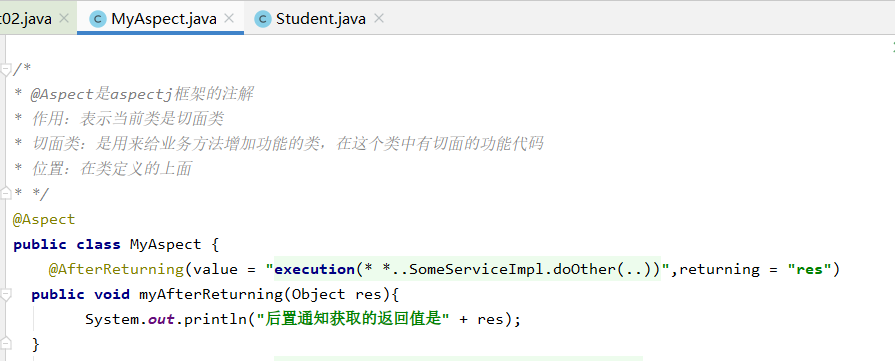 02.java MyAspect.java Student.java
/*
* @Aspect是aspectj框架的注解
* 作用：表示当前类是切面类
* 切面类：是用来给业务方法增加功能的类，在这个类中有切面的功能代码
* 位置：在类定义的上面
* */
@Aspect
public class MyAspect {
@AfterReturning(value = "execution(* *..SomeServiceImpl.doOther(..))",returning = "res")
public void myAfterReturning(Object res){
System.out.println("后置通知获取的返回值是" + res);
}